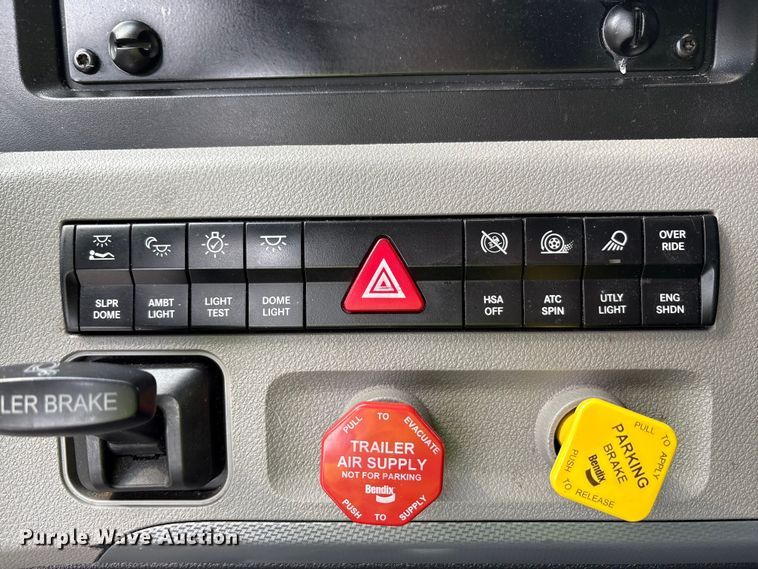 OVER
RIDE
SLPR
DOME
AMBT
LIGHT
LIGHT
TEST
DOME
LIGHT
HSA
OFF
ATC
SPIN
UTLY
LIGHT
ENG
SHDN
LER BRAKE
PULL TO EVACUATE
TRAILER
AIR SUPPLY
NOT FOR PARKING
Bendix
PUSH TO SUPPLY
PULL TO APPLY
PARKING
BRAKE
Bendix
PUSH TO RELEASE
Purple Wave Auction